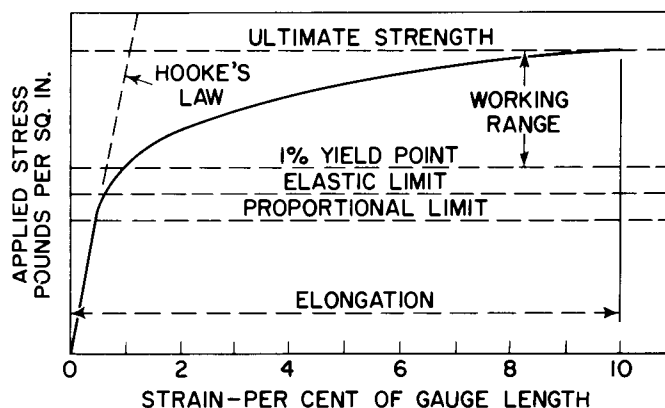 ULTIMATE STRENGTH
HOOKE'S
LAW
WORKING
RANGE
1% YIELD POINT
ELASTIC LIMIT
PROPORTIONAL LIMIT
ELONGATION
APPLIED STRESS
POUNDS PER SQ. IN.
0 2 4 6 8 10
STRAIN-PER CENT OF GAUGE LENGTH